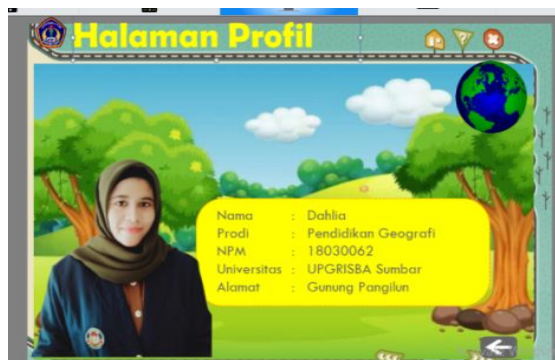 Halaman Profil
Nama : Dahlia
Prodi : Pendidikan Geografi
NPM : 18030062
Universitas : UPGRISBA Sumbar
Alamat : Gunung Pangilun